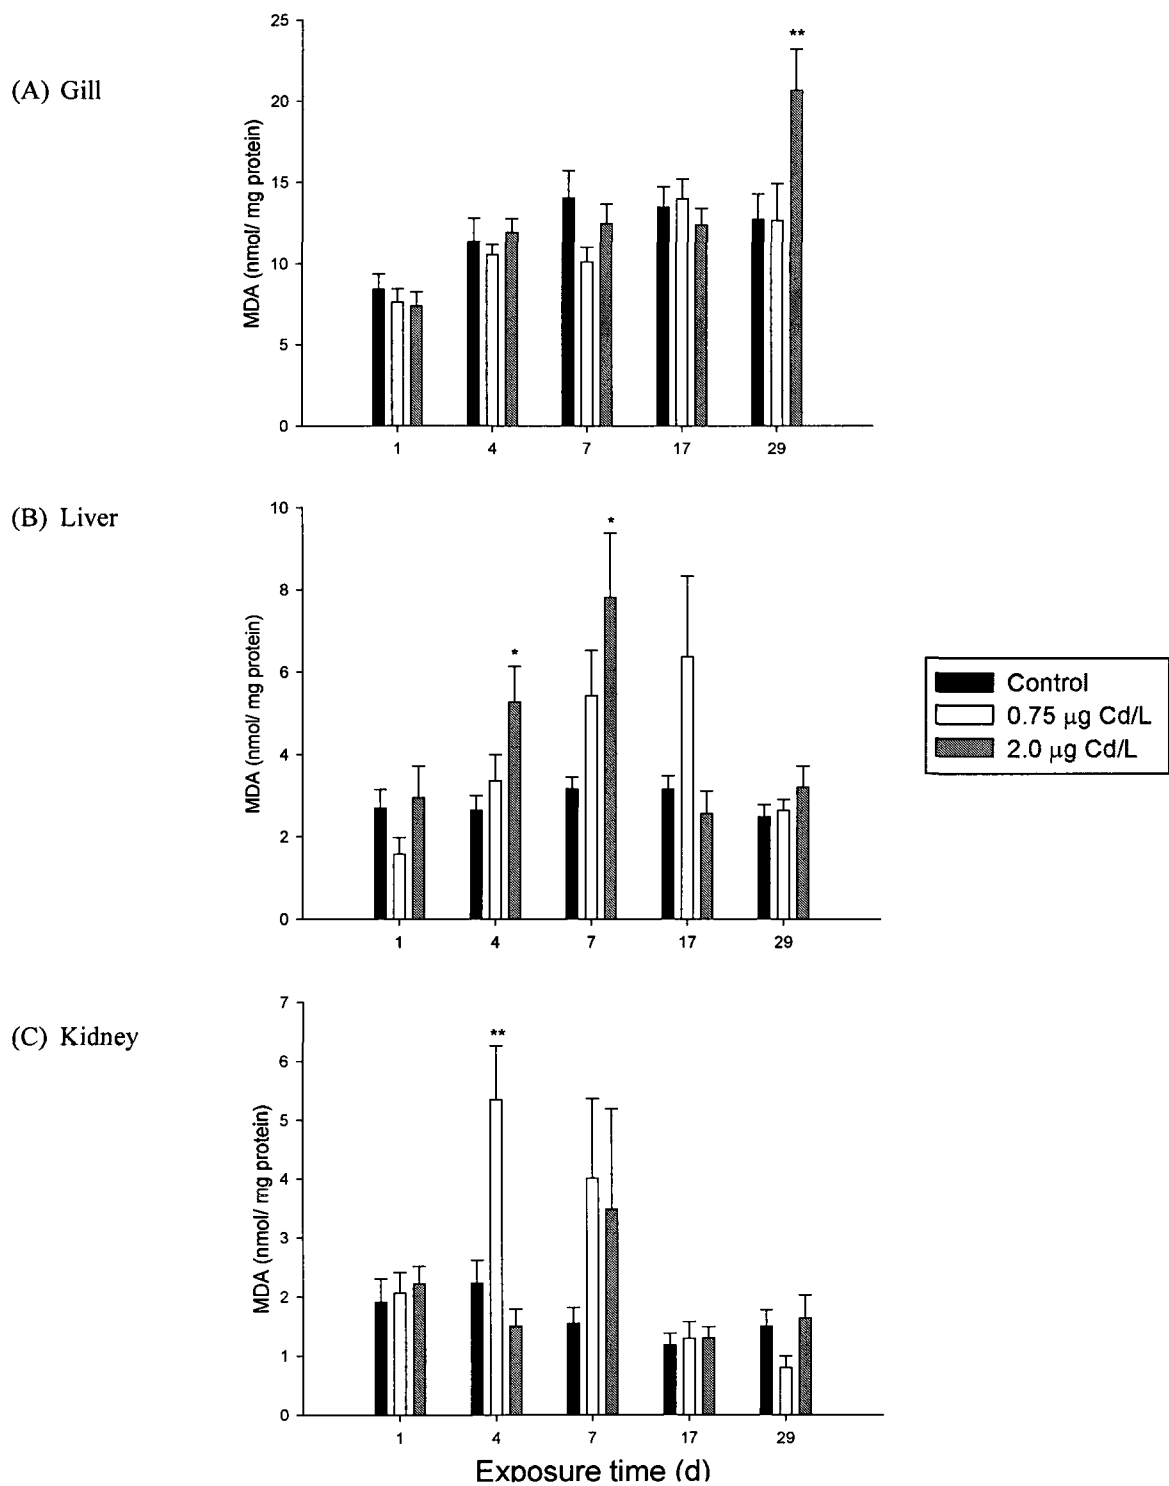 (A) Gill
MDA (nmol/ mg protein)
25
20
15
10
5
0
**
1 4 7 17 29
(B) Liver
MDA (nmol/ mg protein)
10
8
6
4
2
0
*
*
1 4 7 17 29
Control
0.75 µg Cd/L
2.0 µg Cd/L
(C) Kidney
MDA (nmol/ mg protein)
7
6
5
4
3
2
1
0
**
1 4 7 17 29
Exposure time (d)